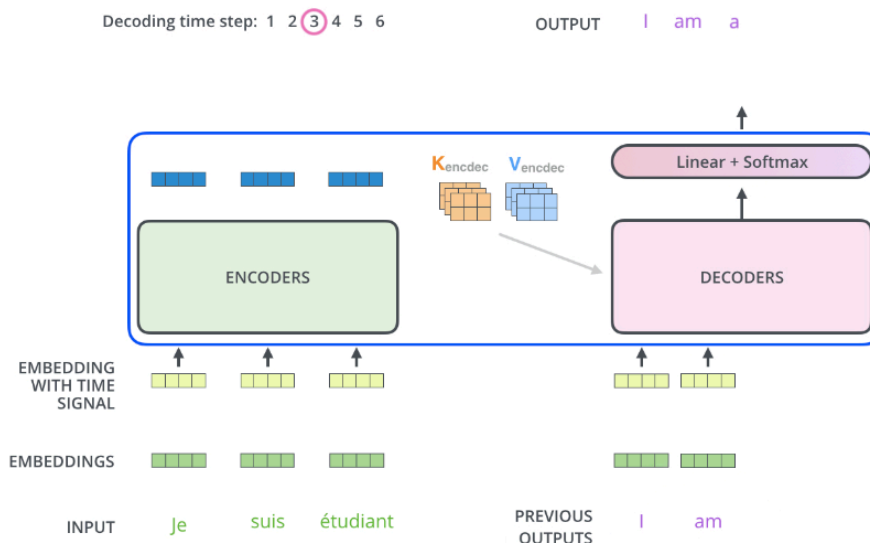 Decoding time step: 1 2 3 4 5 6
OUTPUT I am a
Kencdec Vencdec
Linear + Softmax
ENCODERS
DECODERS
EMBEDDING
WITH TIME
SIGNAL
EMBEDDINGS
INPUT Je suis étudiant
PREVIOUS
OUTPUTS
I am